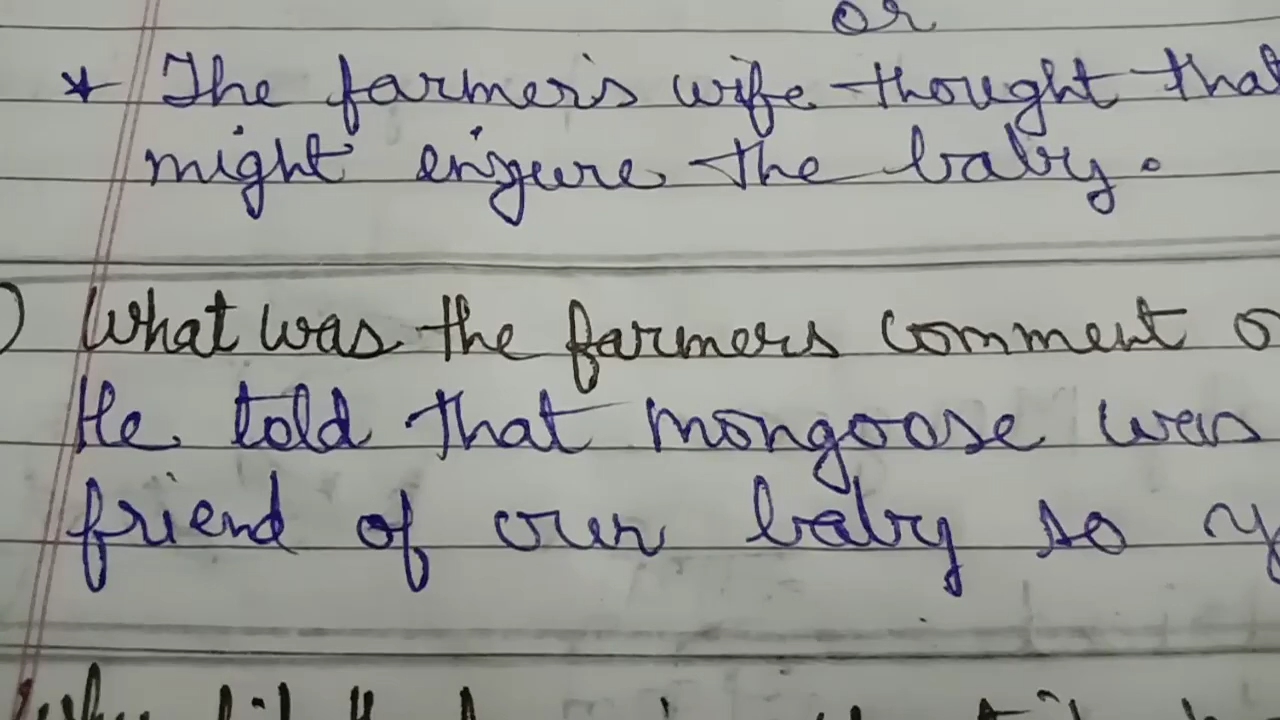 or
* The farmer's wife thought that
might enjure the baby.
) What was the farmers comment o
He told that mongoose was
friend of our baby so y